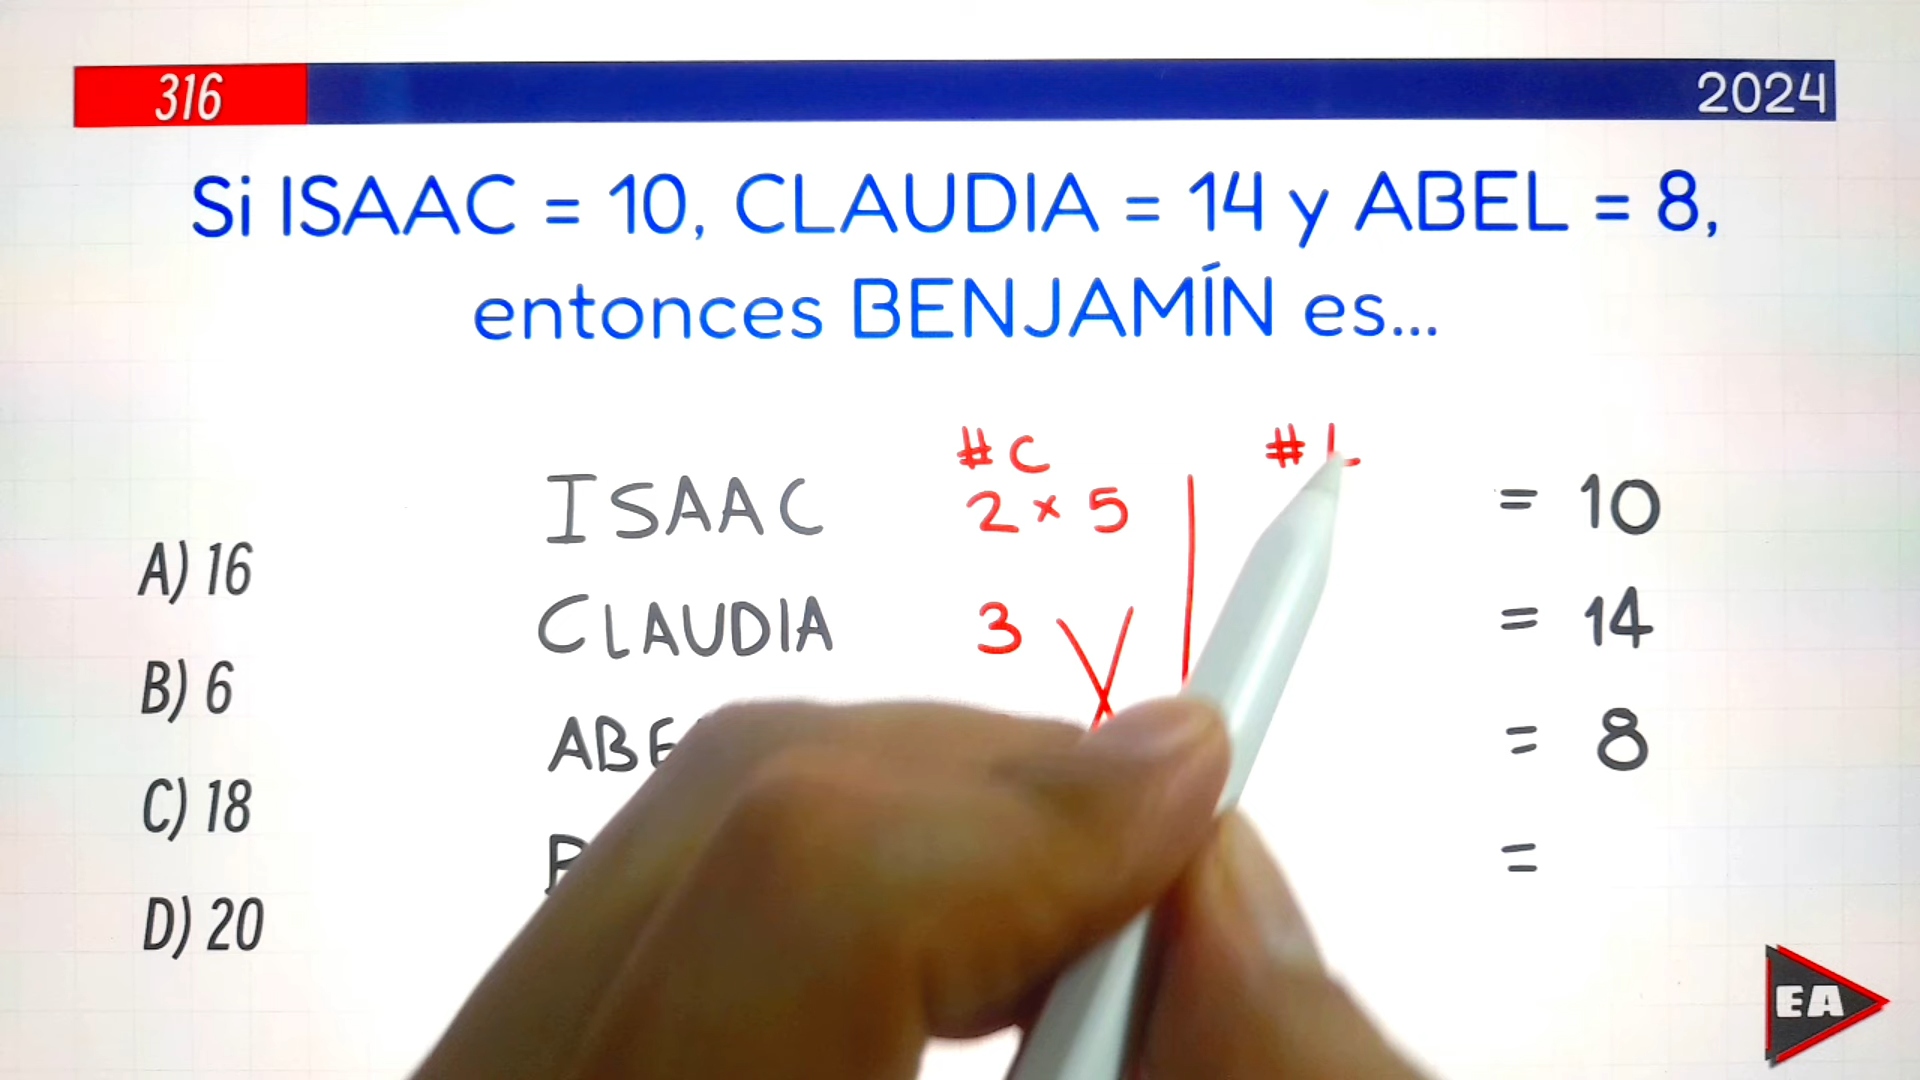 316
2024
Si ISAAC = 10, CLAUDIA = 14 y ABEL = 8,
entonces BENJAMÍN es...
# C
# L
ISAAC 2 × 5 = 10
A) 16
CLAUDIA 3 = 14
B) 6
ABE = 8
C) 18
=
D) 20
EA